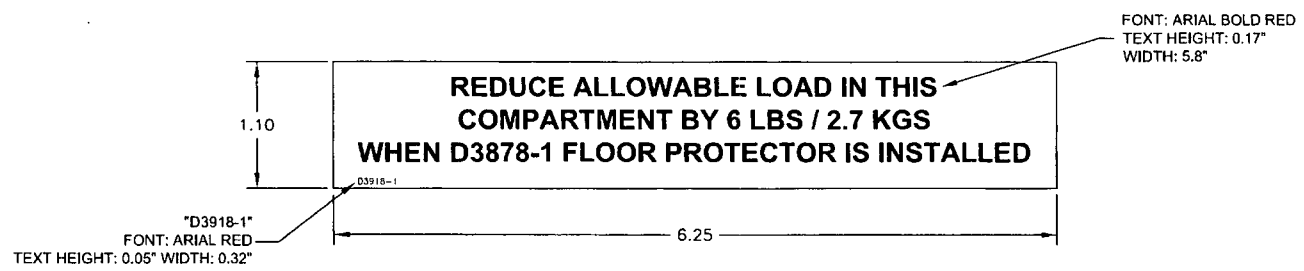 FONT: ARIAL BOLD RED
TEXT HEIGHT: 0.17"
WIDTH: 5.8"
REDUCE ALLOWABLE LOAD IN THIS
COMPARTMENT BY 6 LBS / 2.7 KGS
WHEN D3878-1 FLOOR PROTECTOR IS INSTALLED
1.10
D3918-1
"D3918-1"
FONT: ARIAL RED
TEXT HEIGHT: 0.05" WIDTH: 0.32"
6.25